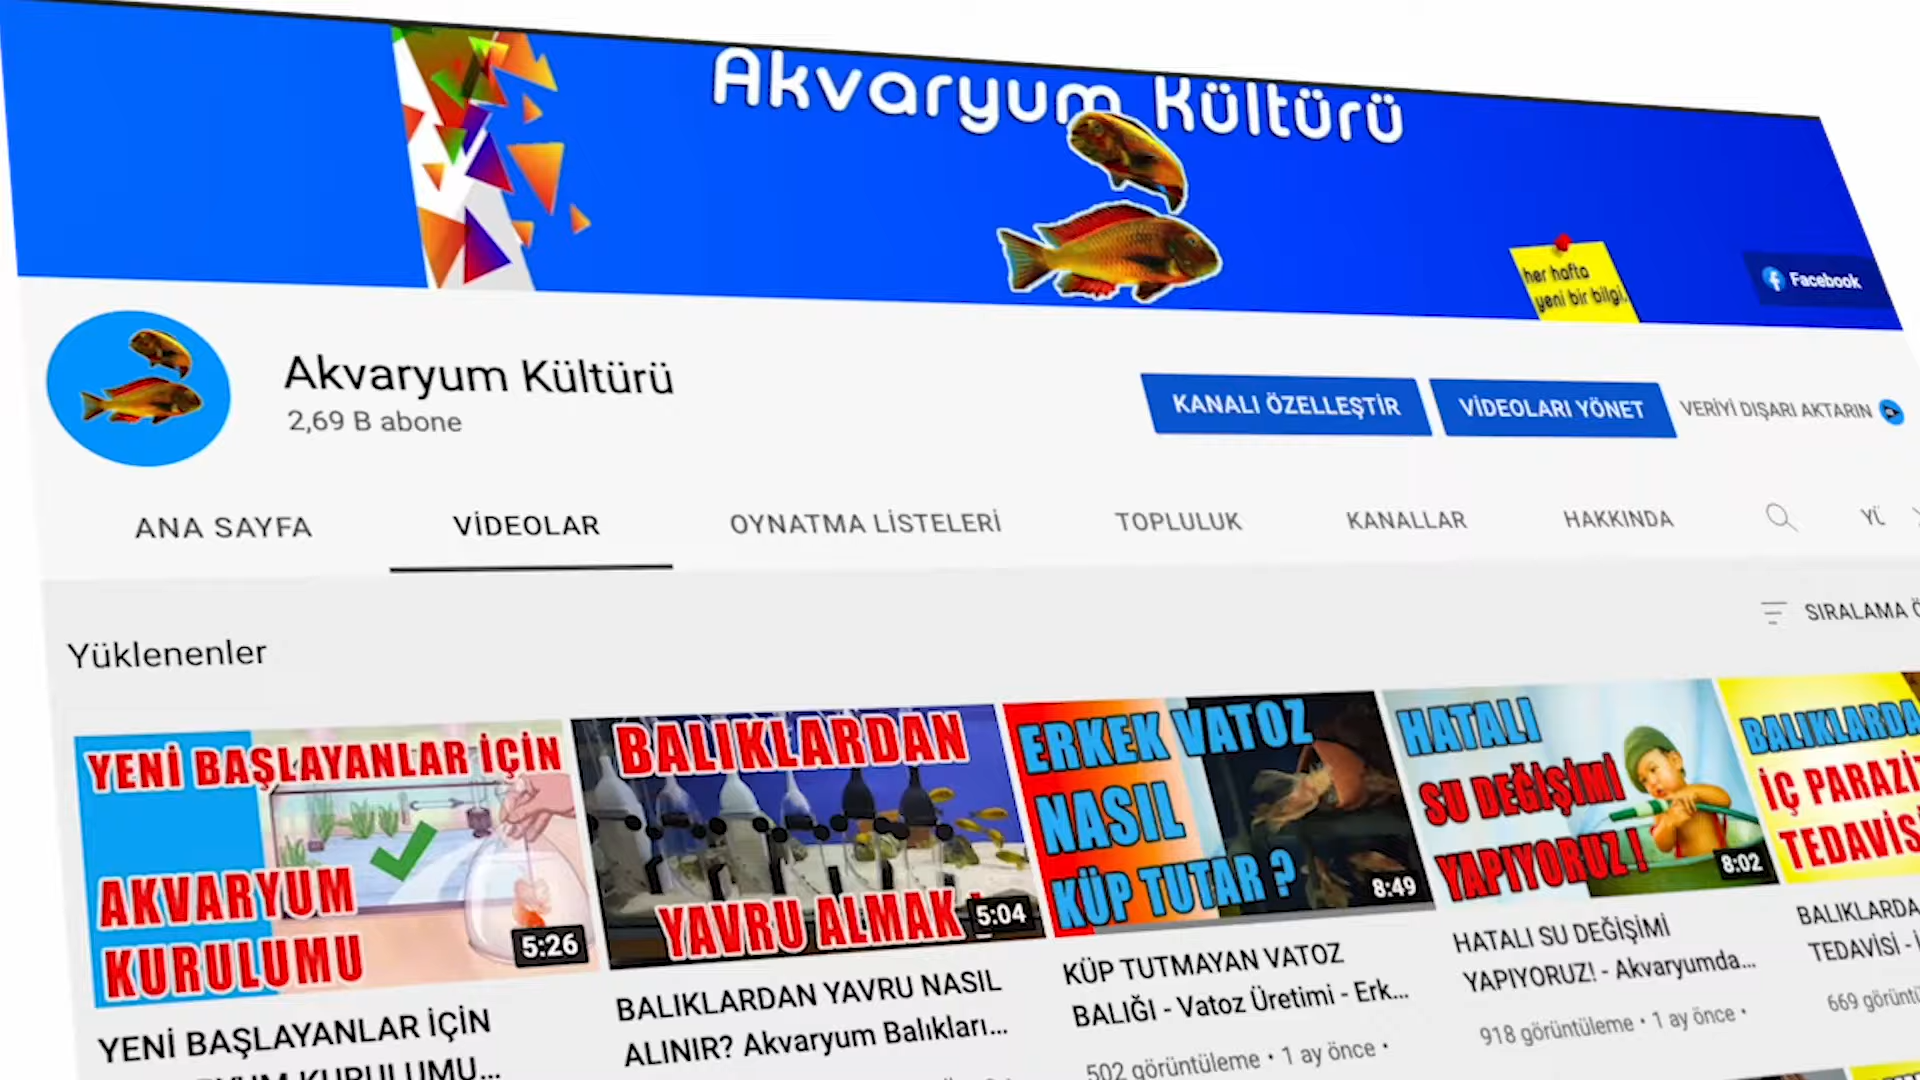 Akvaryum Kültürü
her hafta
yeni bir bilgi.
Facebook
Akvaryum Kültürü
2,69 B abone
KANALI ÖZELLEŞTİR
VİDEOLARI YÖNET
VERİYİ DIŞARI AKTARIN
ANA SAYFA
VİDEOLAR
OYNATMA LİSTELERİ
TOPLULUK
KANALLAR
HAKKINDA
Yüklenenler
SIRALAMA
YENİ BAŞLAYANLAR İÇİN
AKVARYUM
KURULUMU
5:26
BALIKLARDAN
YAVRU ALMAK
5:04
ERKEK VATOZ
NASIL
KÜP TUTAR ?
8:49
HATALI
SU DEĞİŞİMİ
YAPIYORUZ !
8:02
BALIKLARDA
İÇ
YENİ BAŞLAYANLAR İÇİN
KURULUMU...
BALIKLARDAN YAVRU NASIL
ALINIR? Akvaryum Balıkları...
KÜP TUTMAYAN VATOZ
BALIĞI - Vatoz Üretimi - Erk...
502 görüntüleme • 1 ay önce •
HATALI SU DEĞİŞİMİ
YAPIYORUZ! - Akvaryumda...
918 görüntüleme • 1 ay önce •
BALIKLARDA
TEDAVİSİ -
669